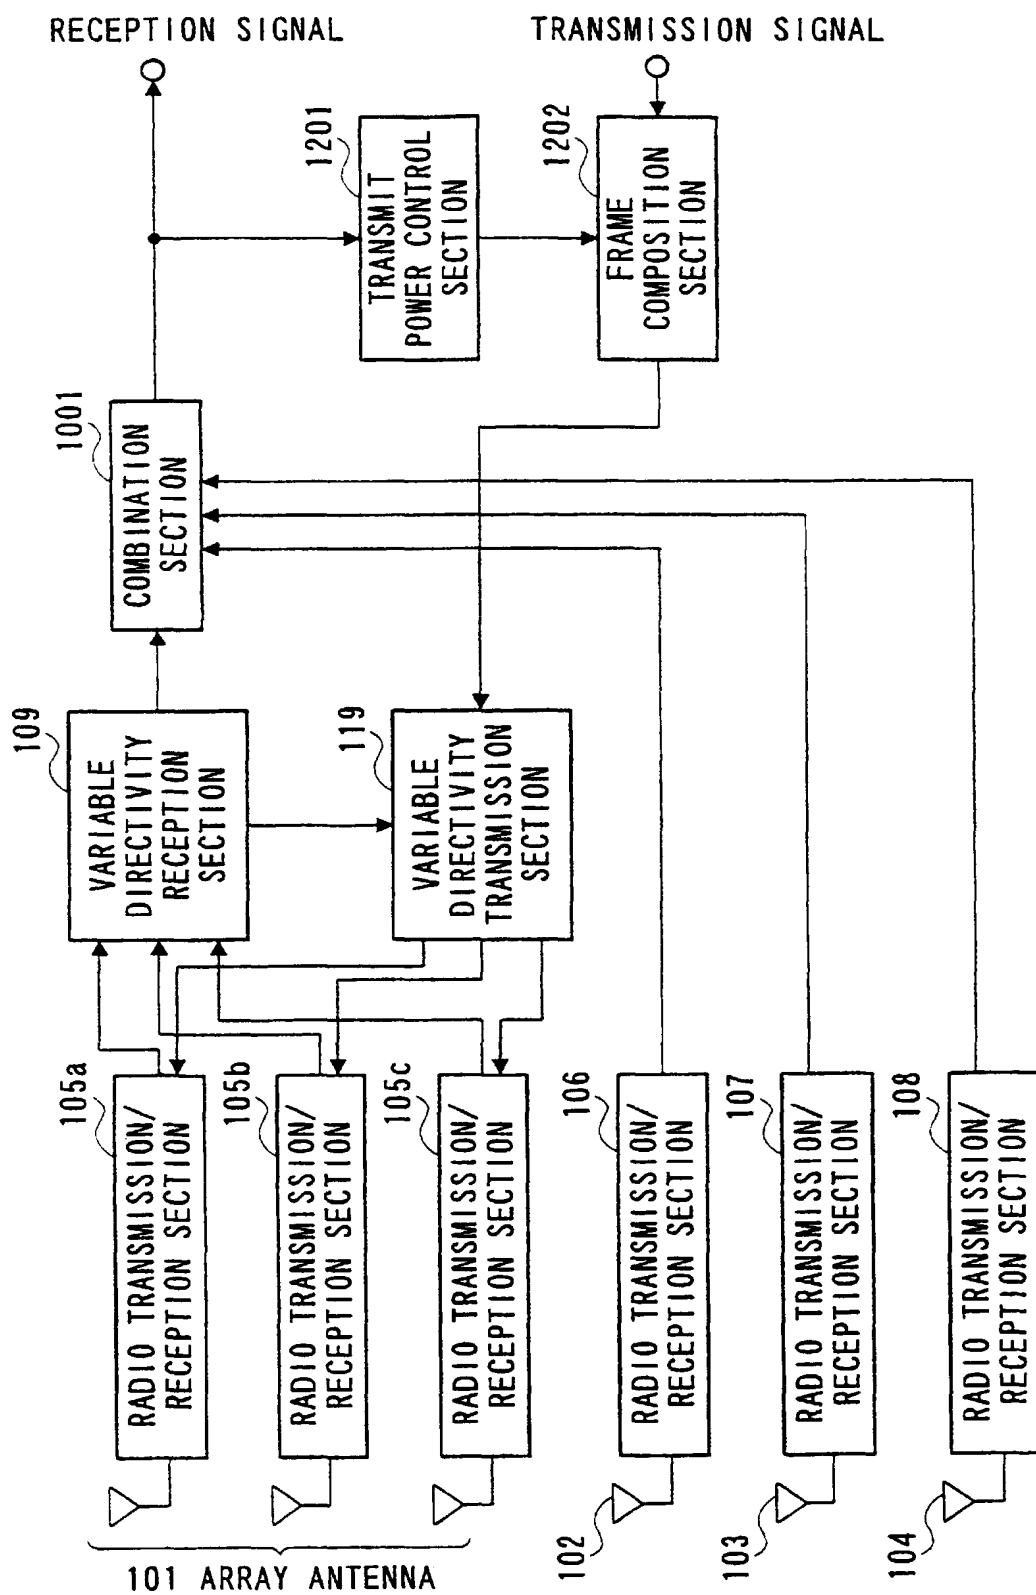 RECEPTION SIGNAL
TRANSMISSION SIGNAL
109
VARIABLE
DIRECTIVITY
RECEPTION
SECTION
1001
COMBINATION
SECTION
1201
TRANSMIT
POWER CONTROL
SECTION
1202
FRAME
COMPOSITION
SECTION
119
VARIABLE
DIRECTIVITY
TRANSMISSION
SECTION
105a
RADIO TRANSMISSION/
RECEPTION SECTION
105b
RADIO TRANSMISSION/
RECEPTION SECTION
105c
RADIO TRANSMISSION/
RECEPTION SECTION
106
RADIO TRANSMISSION/
RECEPTION SECTION
107
RADIO TRANSMISSION/
RECEPTION SECTION
108
RADIO TRANSMISSION/
RECEPTION SECTION
102
103
104
101 ARRAY ANTENNA